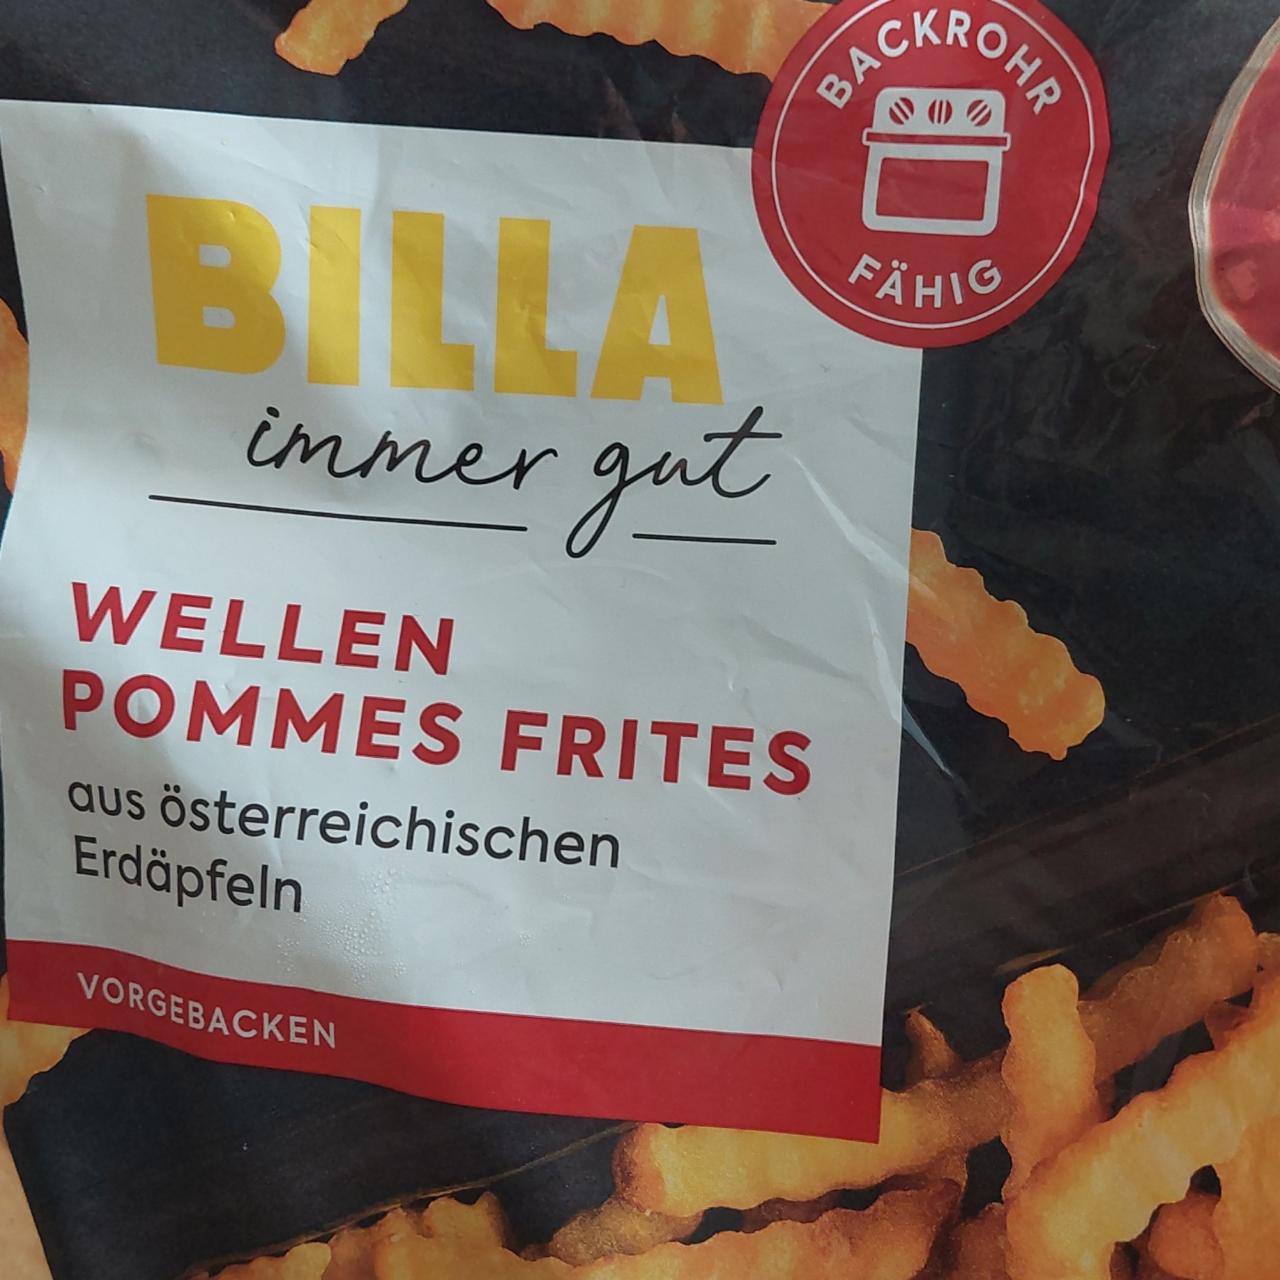 BACKROHR
FÄHIG
BILLA
immer gut
WELLEN
POMMES FRITES
aus österreichischen
Erdäpfeln
VORGEBACKEN